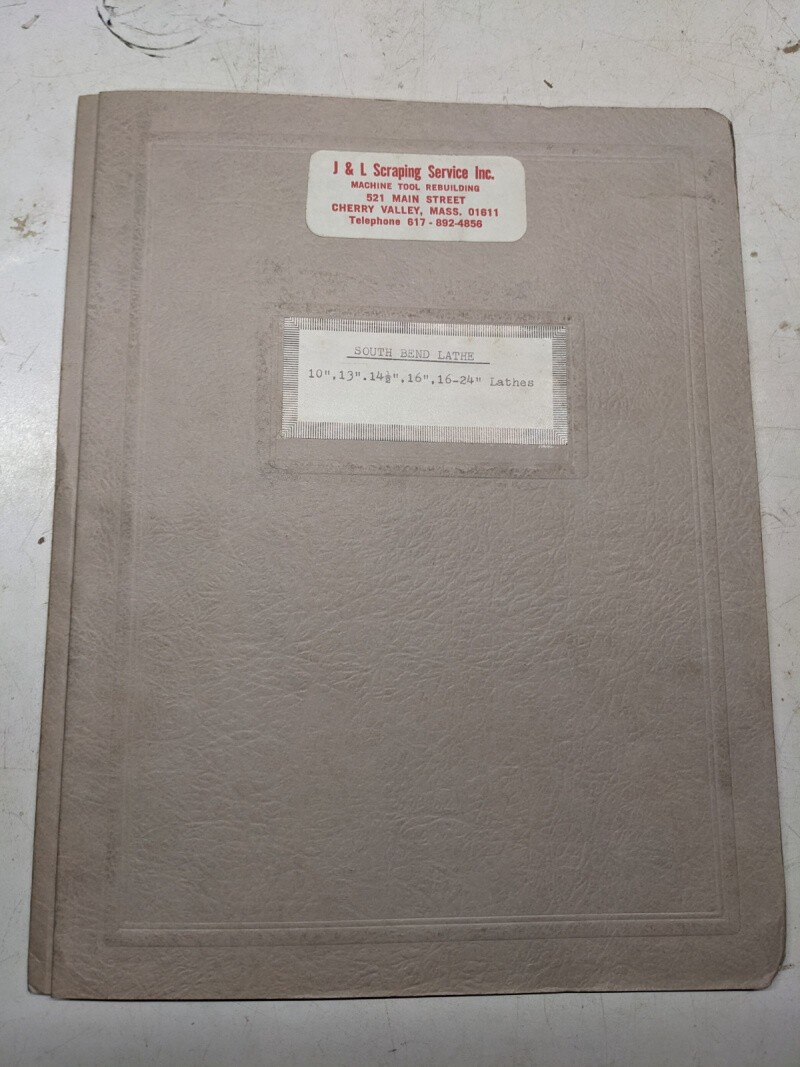 J & L Scraping Service Inc.
MACHINE TOOL REBUILDING
521 MAIN STREET
CHERRY VALLEY, MASS. 01611
Telephone 617 - 892-4856
SOUTH BEND LATHE
10",13".14½",16",16-24" Lathes